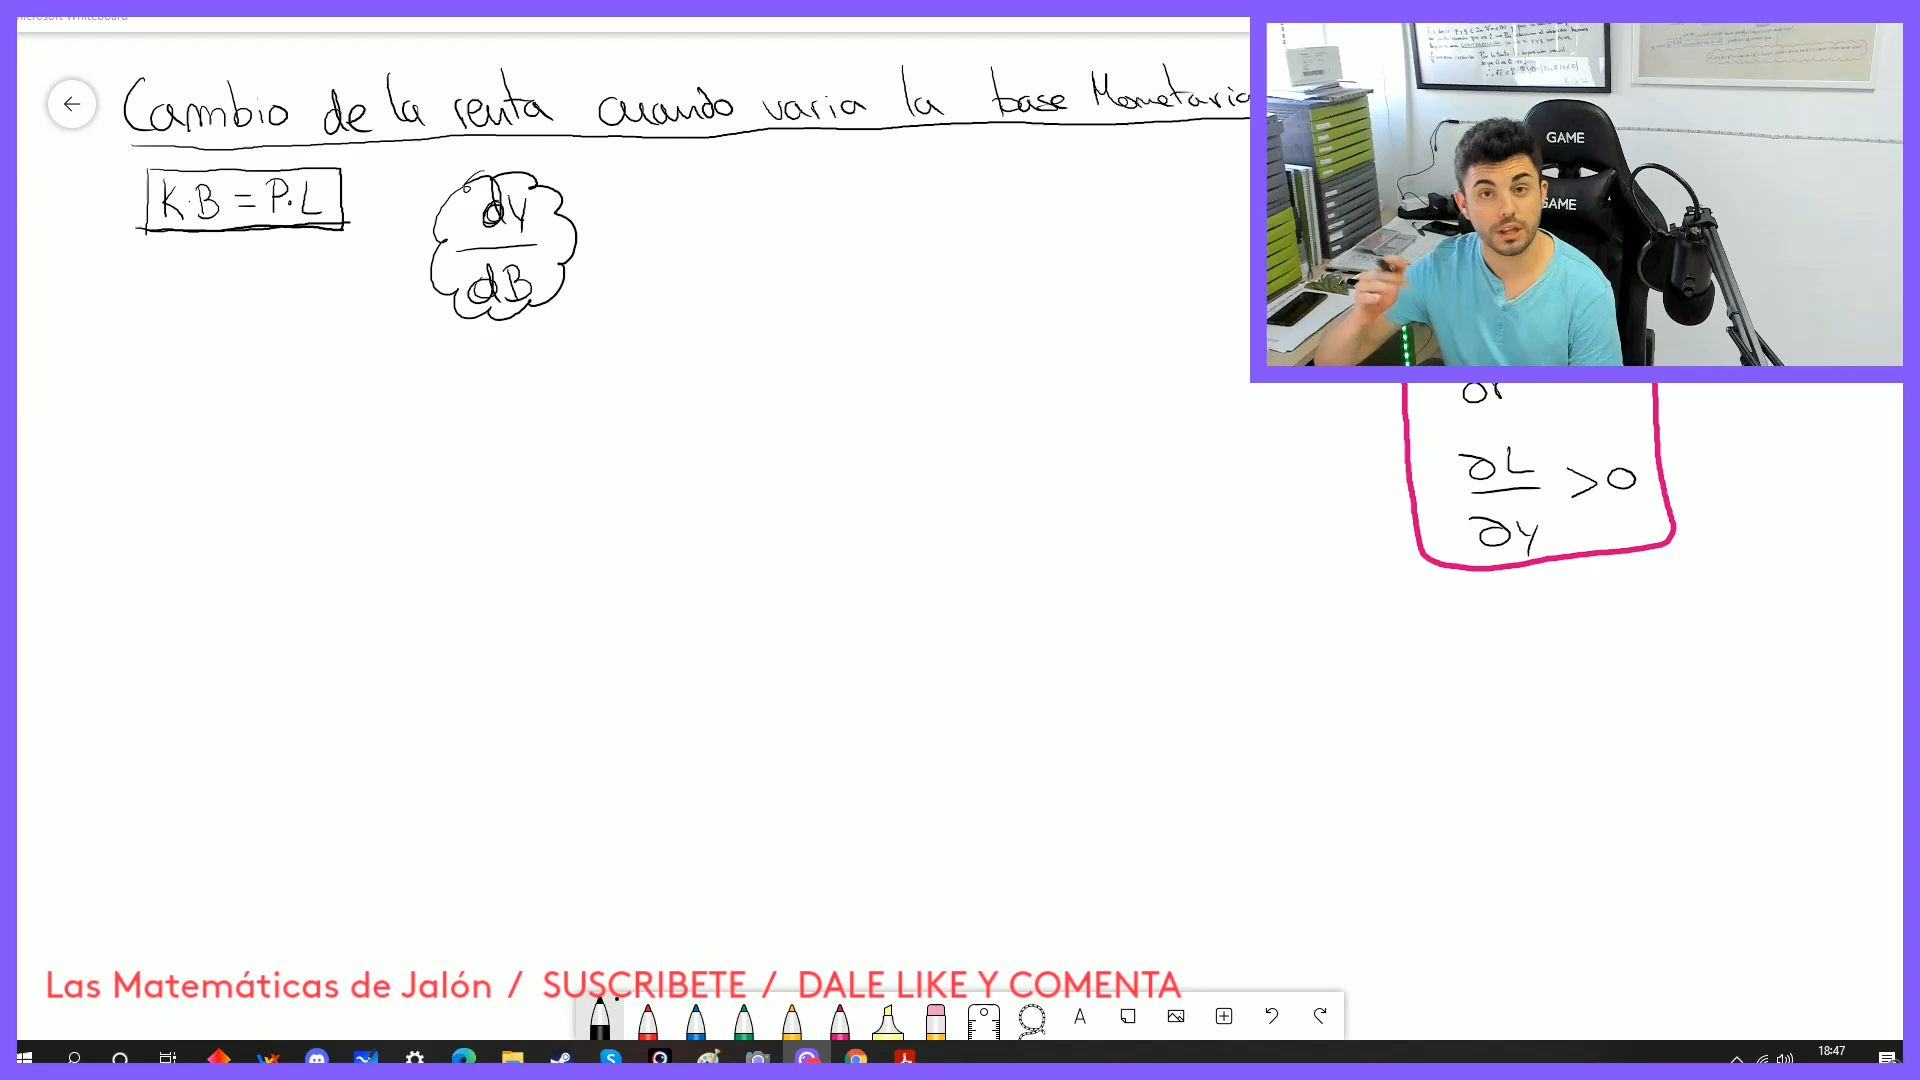 Cambio de la renta cuando varia la base Monetaria
K·B = P·L
dy
dB
GAME
GAME
∂r
∂L
> 0
∂y
Las Matemáticas de Jalón / SUSCRIBETE / DALE LIKE Y COMENTA
A
18:47